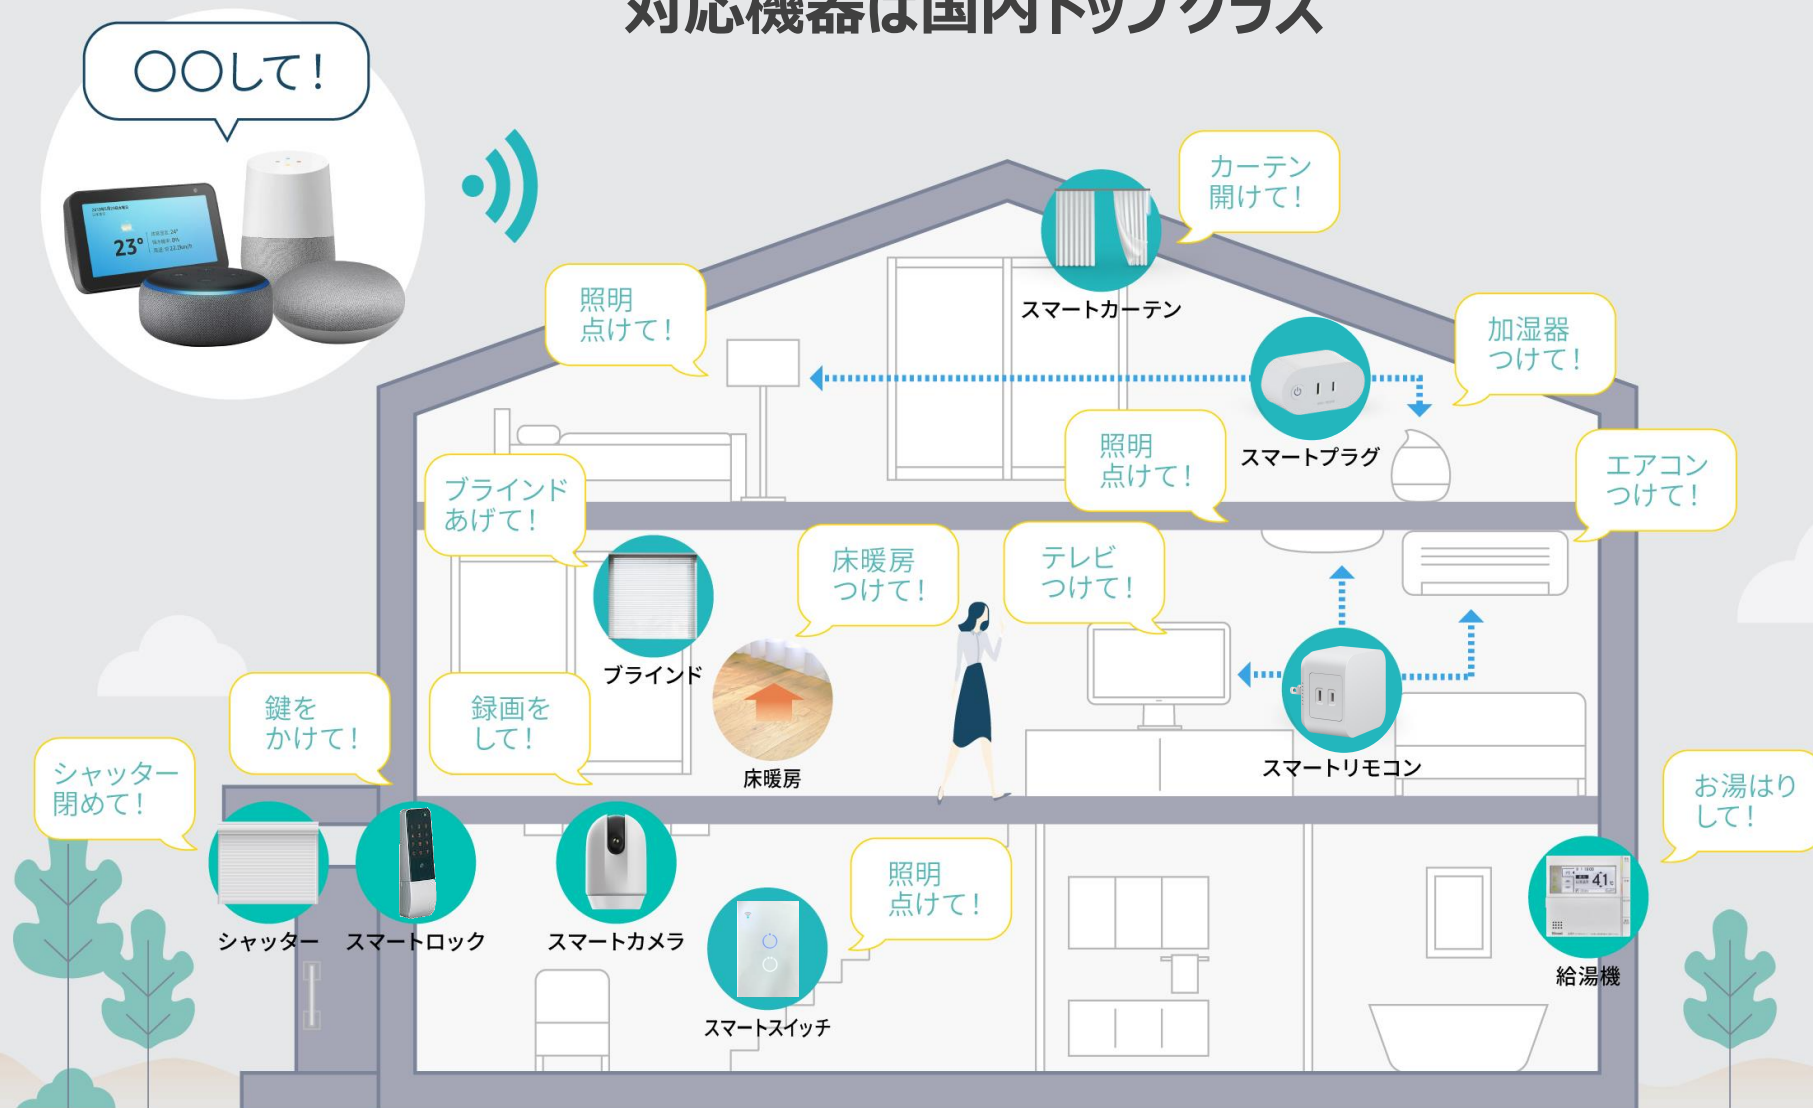 対応機器は国内トップクラス
〇〇して!
23°
カーテン
開けて!
スマートカーテン
照明
点けて!
加湿器
つけて!
スマートプラグ
照明
点けて!
エアコン
つけて!
ブラインド
あげて!
ブラインド
床暖房
つけて!
床暖房
テレビ
つけて!
スマートリモコン
鍵を
かけて!
録画を
して!
シャッター
閉めて!
シャッター
スマートロック
スマートカメラ
照明
点けて!
スマートスイッチ
お湯はり
して!
41
給湯機